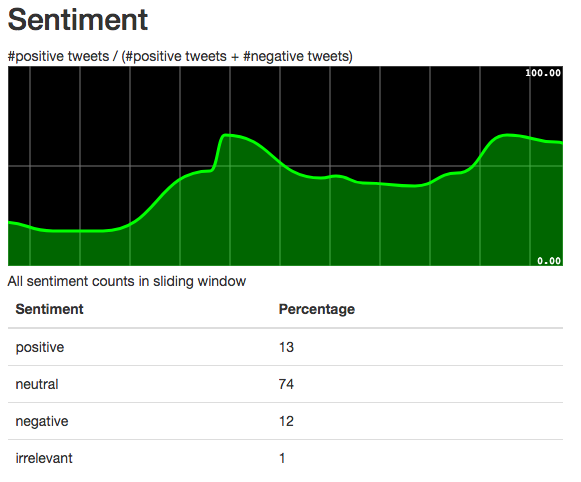 Sentiment
#positive tweets / (#positive tweets + #negative tweets)
100.00
0.00
All sentiment counts in sliding window
Sentiment Percentage
positive 13
neutral 74
negative 12
irrelevant 1